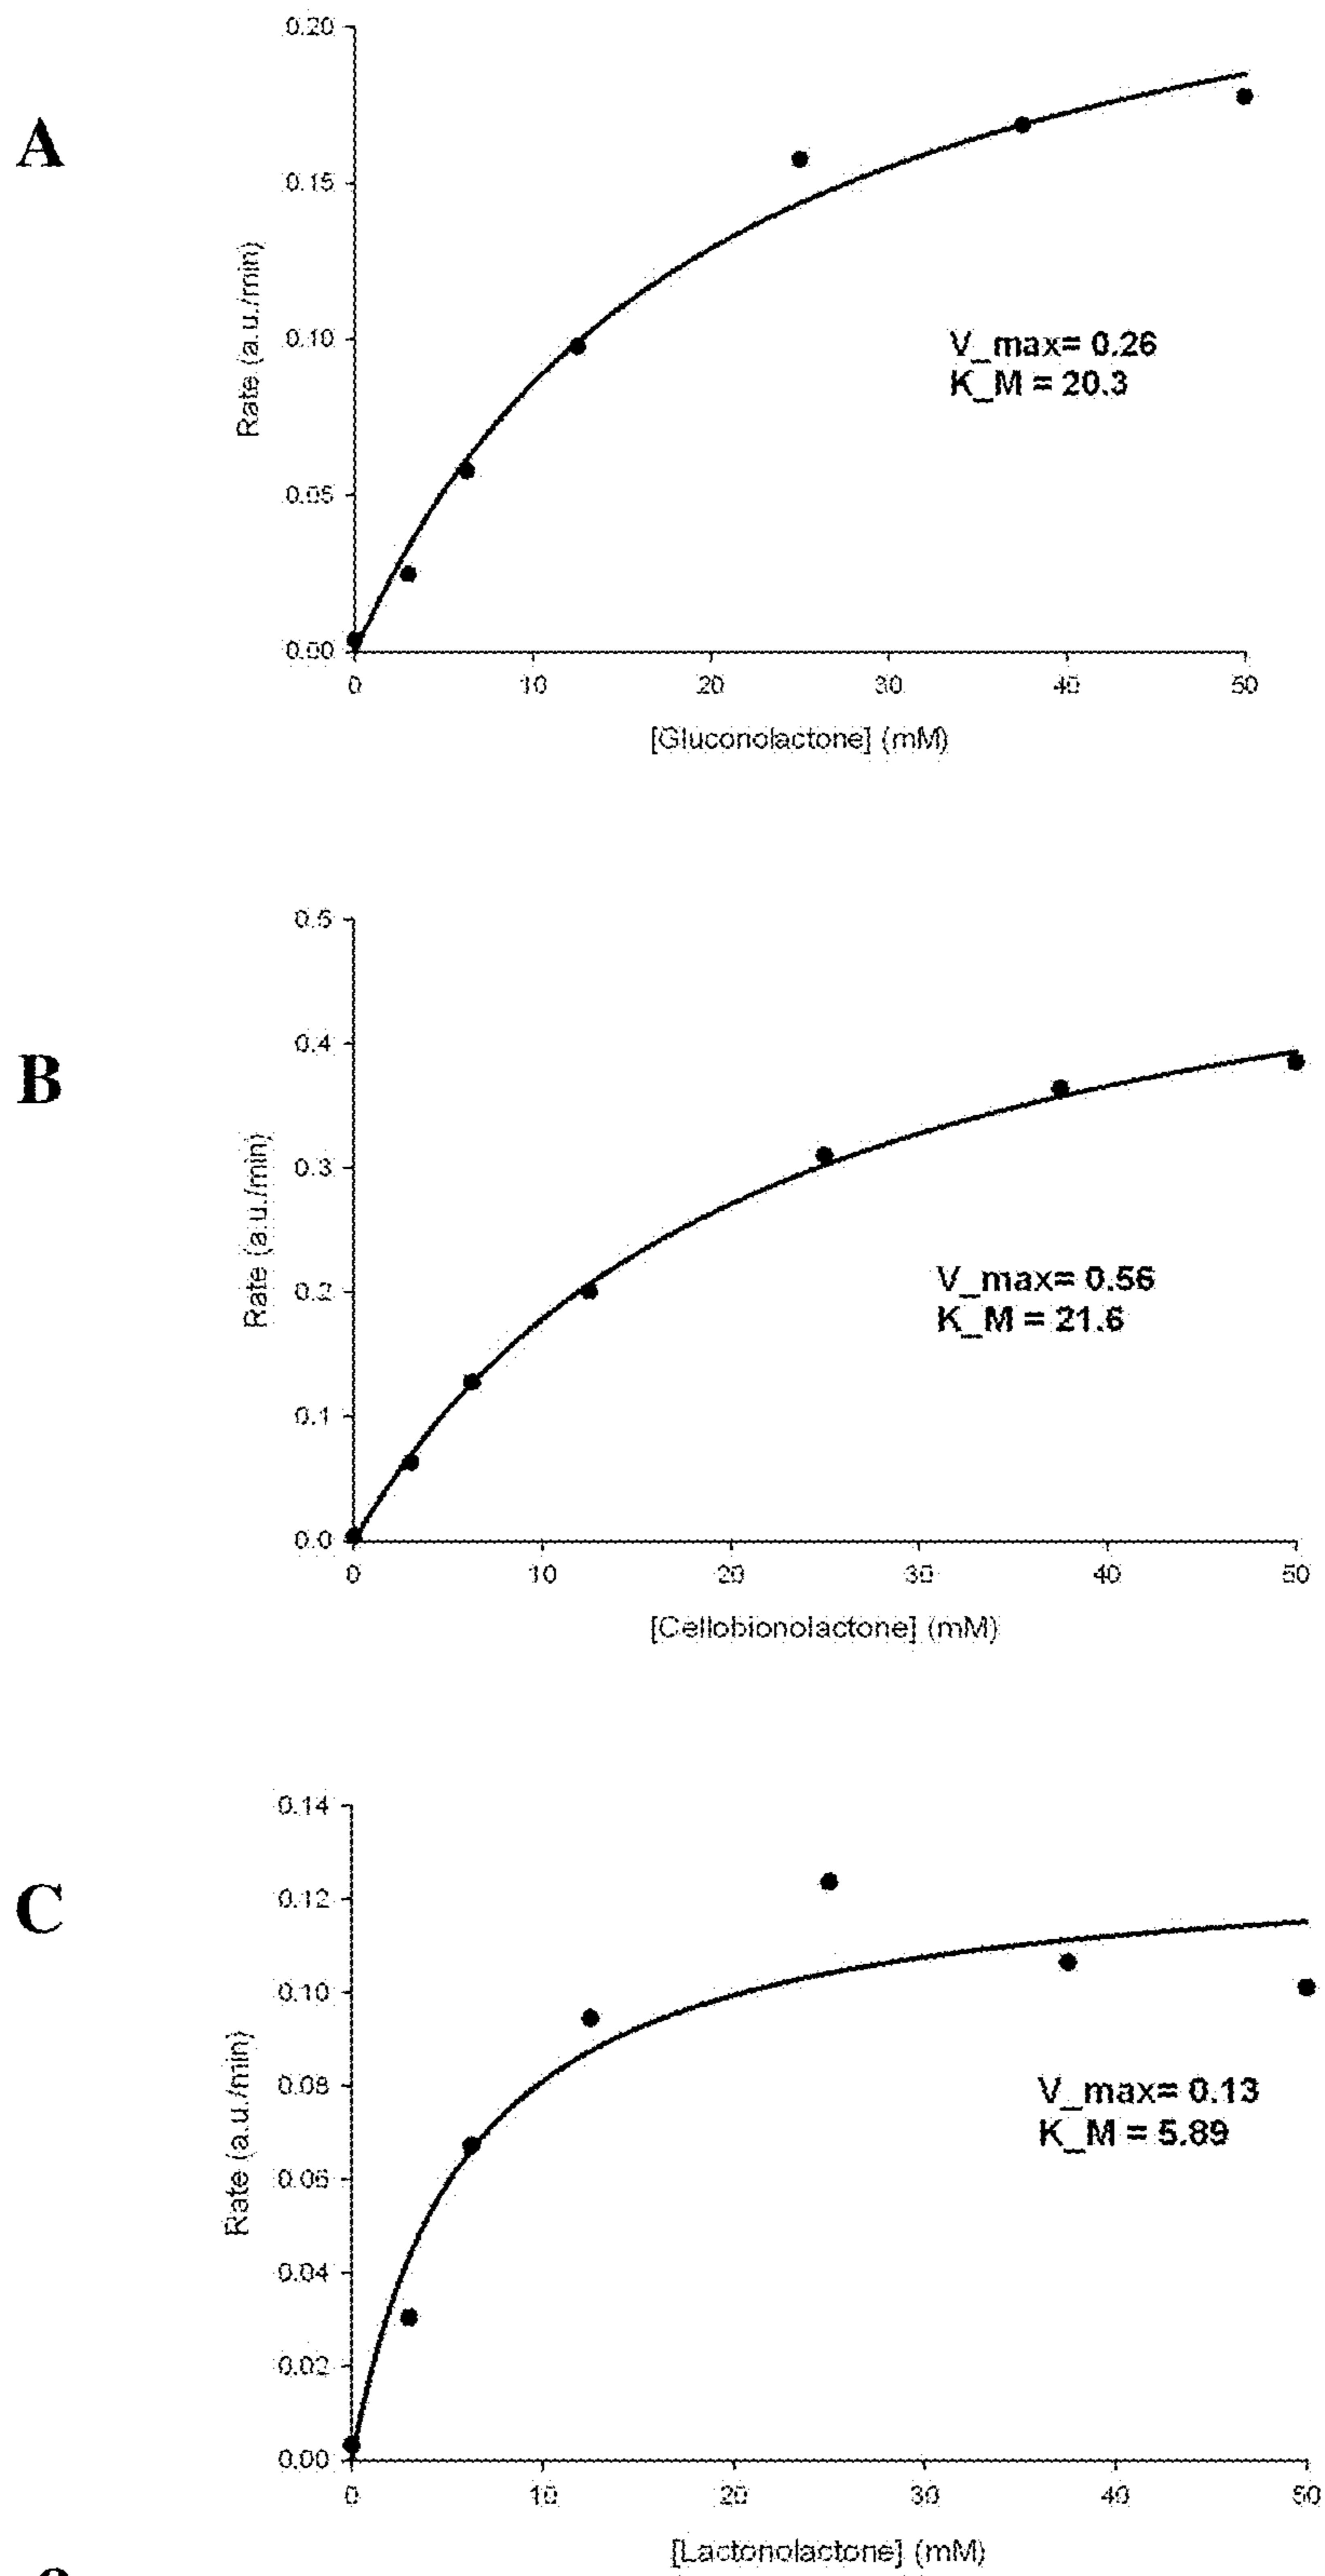 A
0.20
0.15
0.10
0.05
0.00
Rate (a.u./min)
V_max= 0.26
K_M = 20.3
0 10 20 30 40 50
[Gluconolactone] (mM)
B
0.5
0.4
0.3
0.2
0.1
0.0
Rate (a.u./min)
V_max= 0.56
K_M = 21.6
0 10 20 30 40 50
[Cellobionolactone] (mM)
C
0.14
0.12
0.10
0.08
0.06
0.04
0.02
0.00
Rate (a.u./min)
V_max= 0.13
K_M = 5.89
0 10 20 30 40 50
[Lactonolactone] (mM)